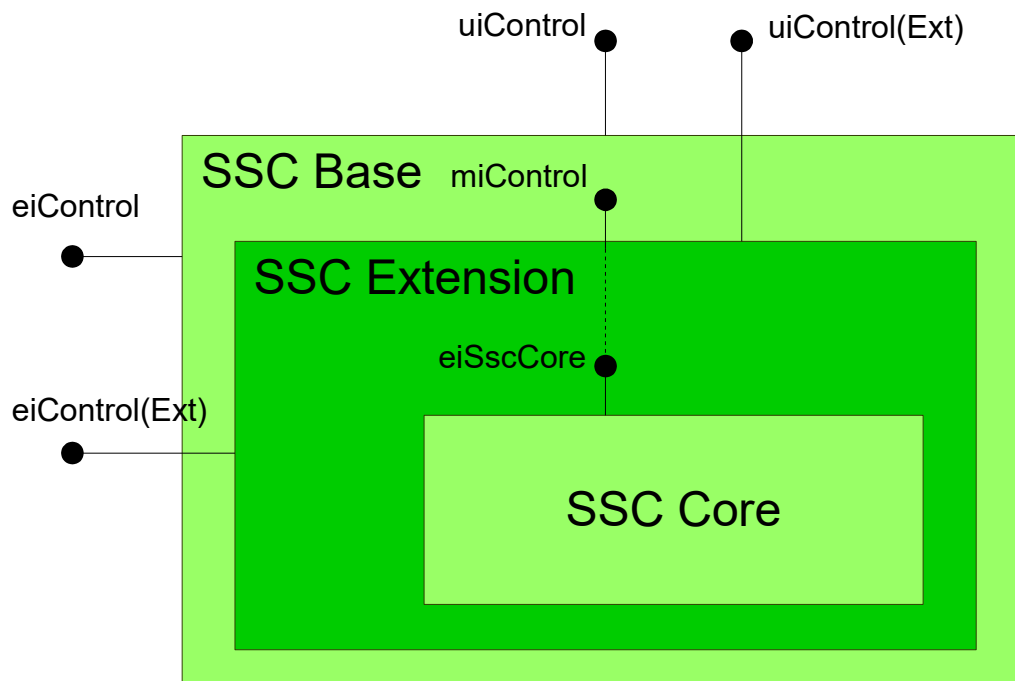 uiControl
uiControl(Ext)
SSC Base
miControl
eiControl
SSC Extension
eiSscCore
eiControl(Ext)
SSC Core